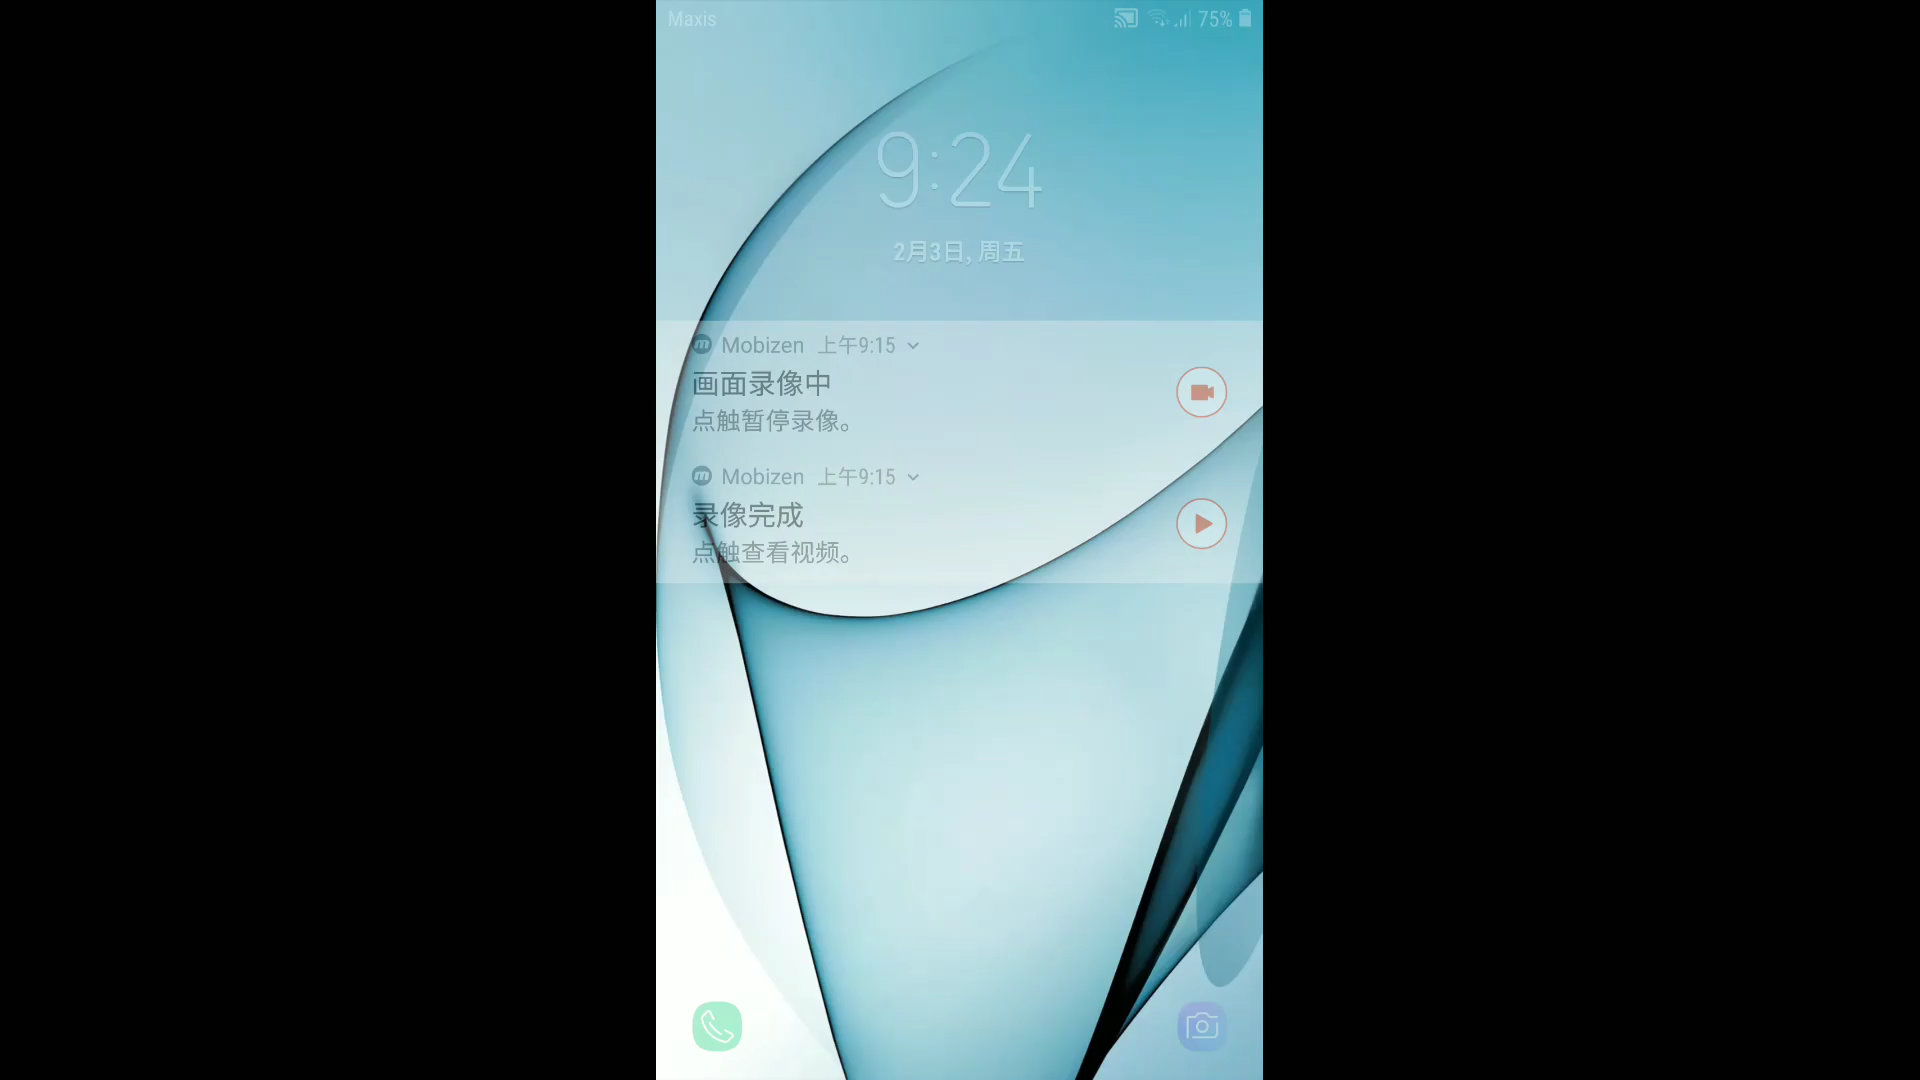 Maxis
75%
9:24
2月3日, 周五
Mobizen 上午9:15
画面录像中
点触暂停录像。
Mobizen 上午9:15
录像完成
点触查看视频。